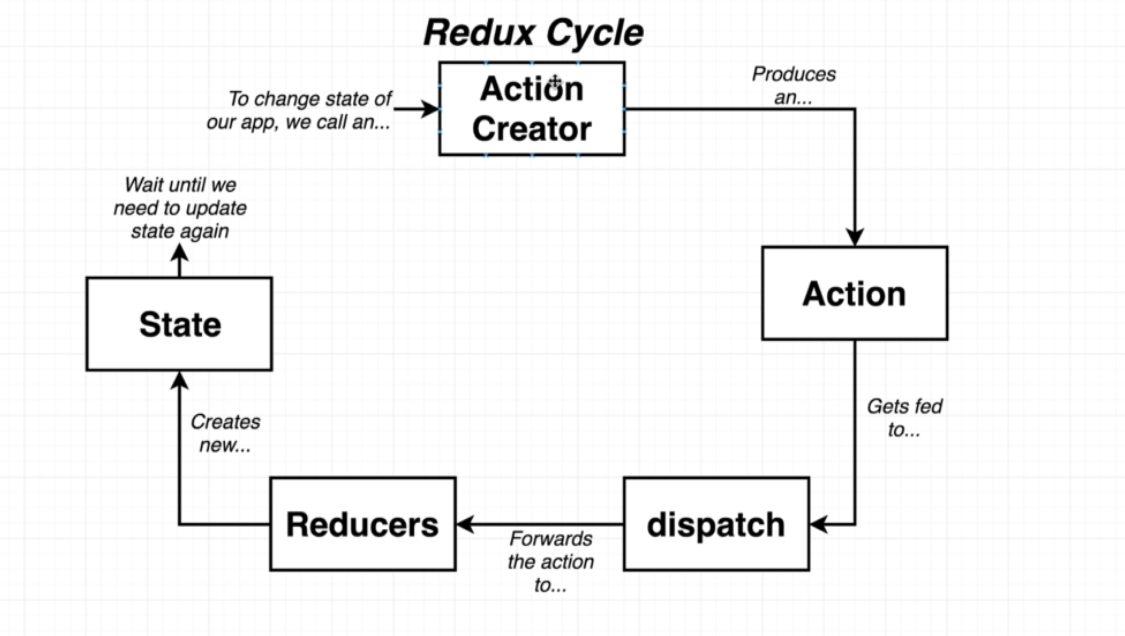 Redux Cycle
Action
Creator
To change state of
our app, we call an...
Produces
an...
Action
Gets fed
to...
dispatch
Forwards
the action
to...
Reducers
Creates
new...
State
Wait until we
need to update
state again